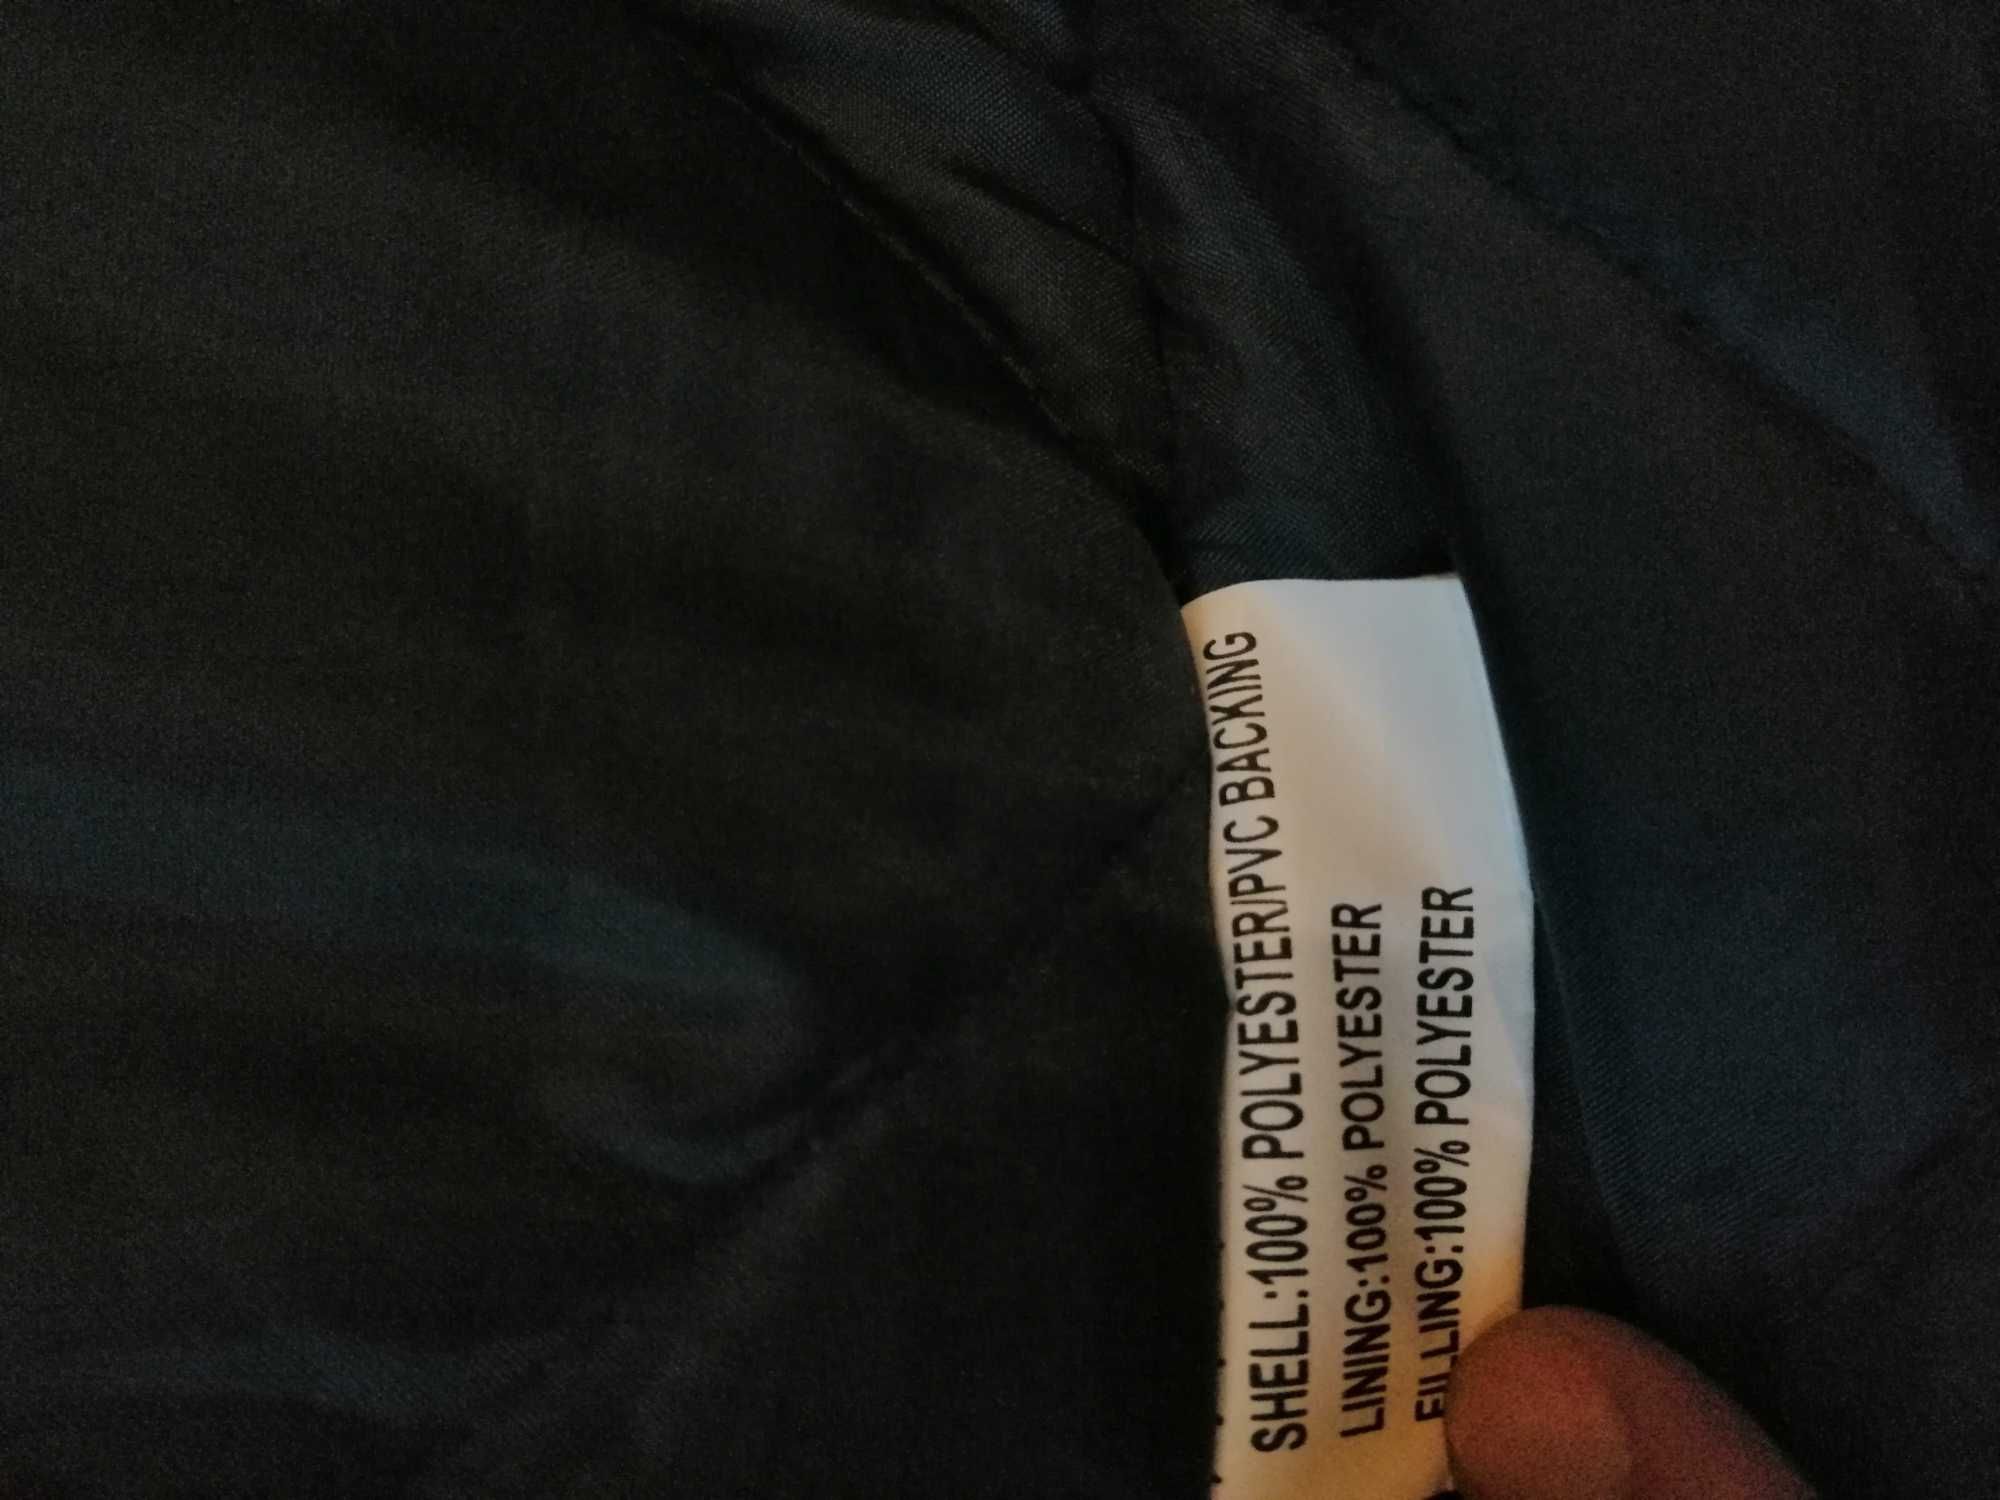 SHELL:100% POLYESTER/PVC BACKING
LINING:100% POLYESTER
FILLING:100% POLYESTER